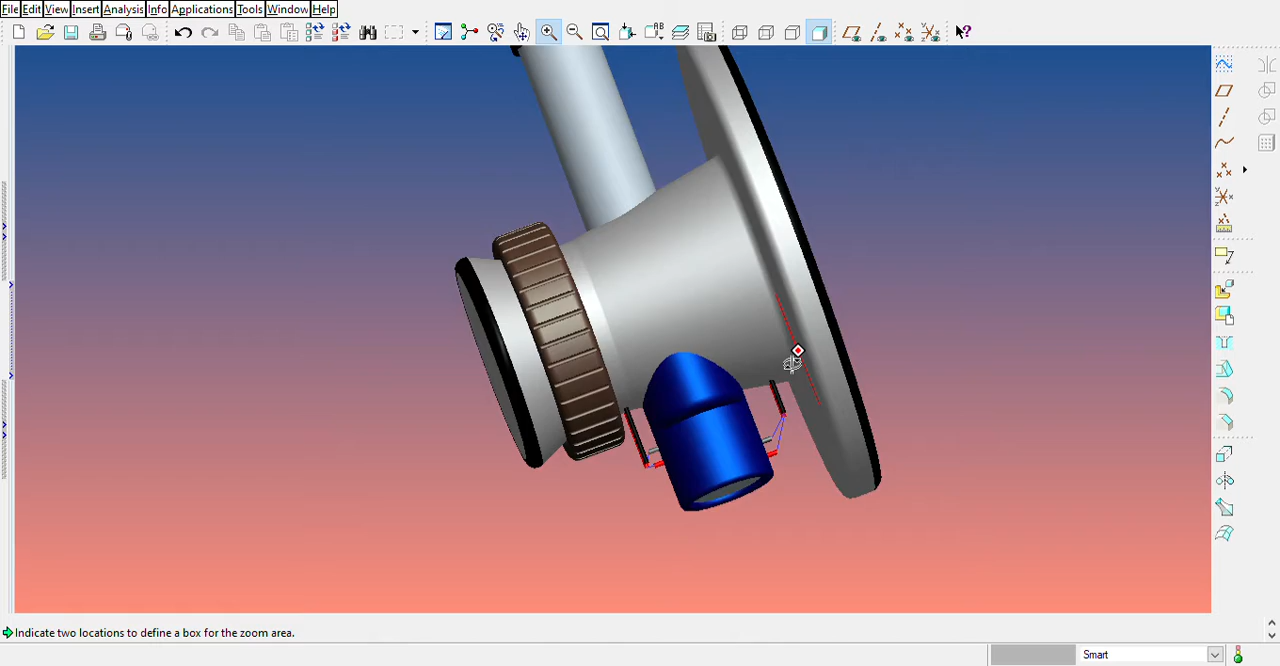 File Edit View Insert Analysis Info Applications Tools Window Help
Indicate two locations to define a box for the zoom area.
Smart